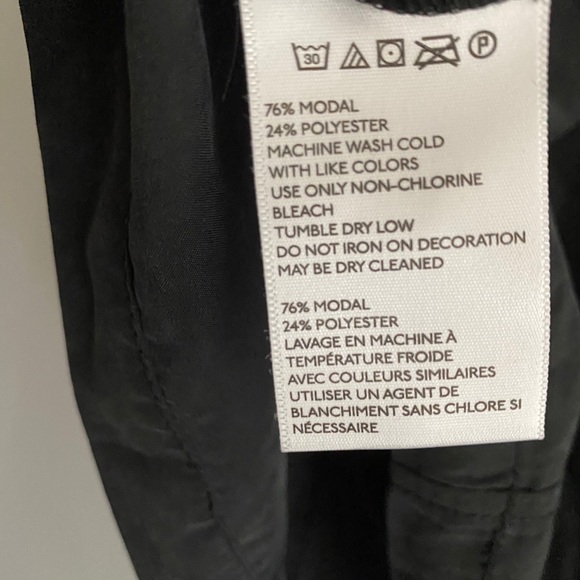 30 P
76% MODAL
24% POLYESTER
MACHINE WASH COLD
WITH LIKE COLORS
USE ONLY NON-CHLORINE
BLEACH
TUMBLE DRY LOW
DO NOT IRON ON DECORATION
MAY BE DRY CLEANED
76% MODAL
24% POLYESTER
LAVAGE EN MACHINE À
TEMPÉRATURE FROIDE
AVEC COULEURS SIMILAIRES
UTILISER UN AGENT DE
BLANCHIMENT SANS CHLORE SI
NÉCESSAIRE